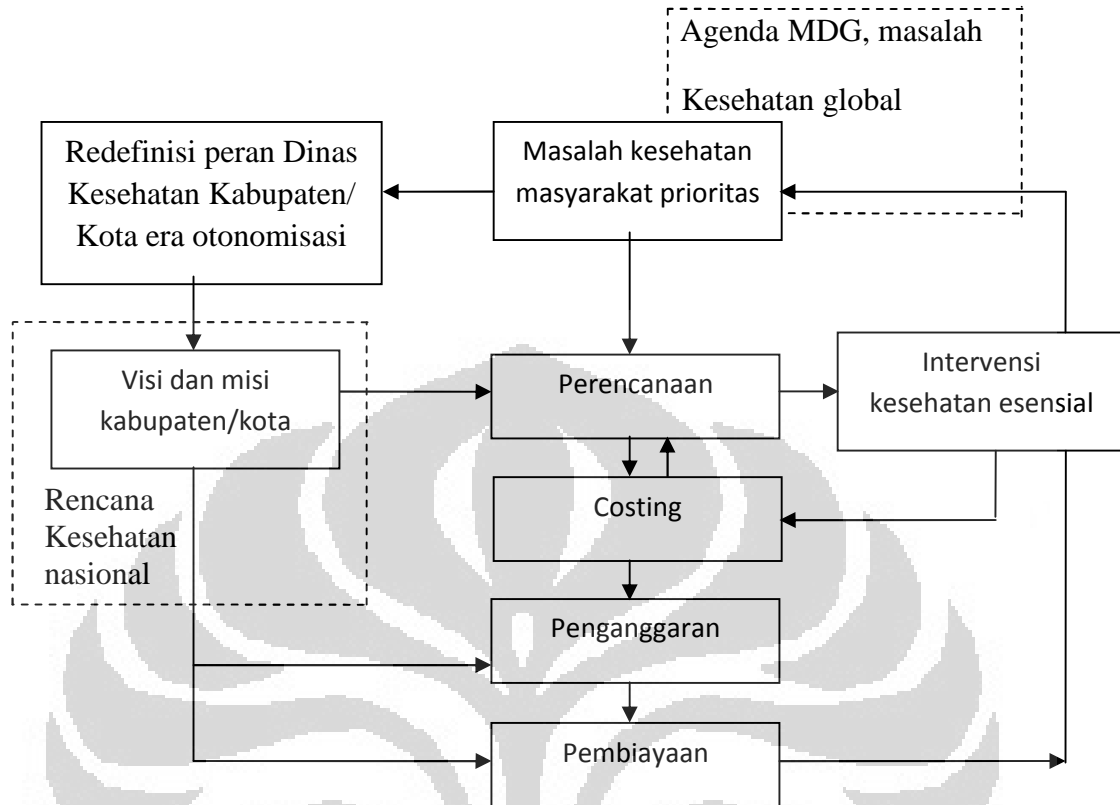 Agenda MDG, masalah
Kesehatan global
Redefinisi peran Dinas
Kesehatan Kabupaten/
Kota era otonomisasi
Masalah kesehatan
masyarakat prioritas
Visi dan misi
kabupaten/kota
Perencanaan
Intervensi
kesehatan esensial
Rencana
Kesehatan
nasional
Costing
Penganggaran
Pembiayaan